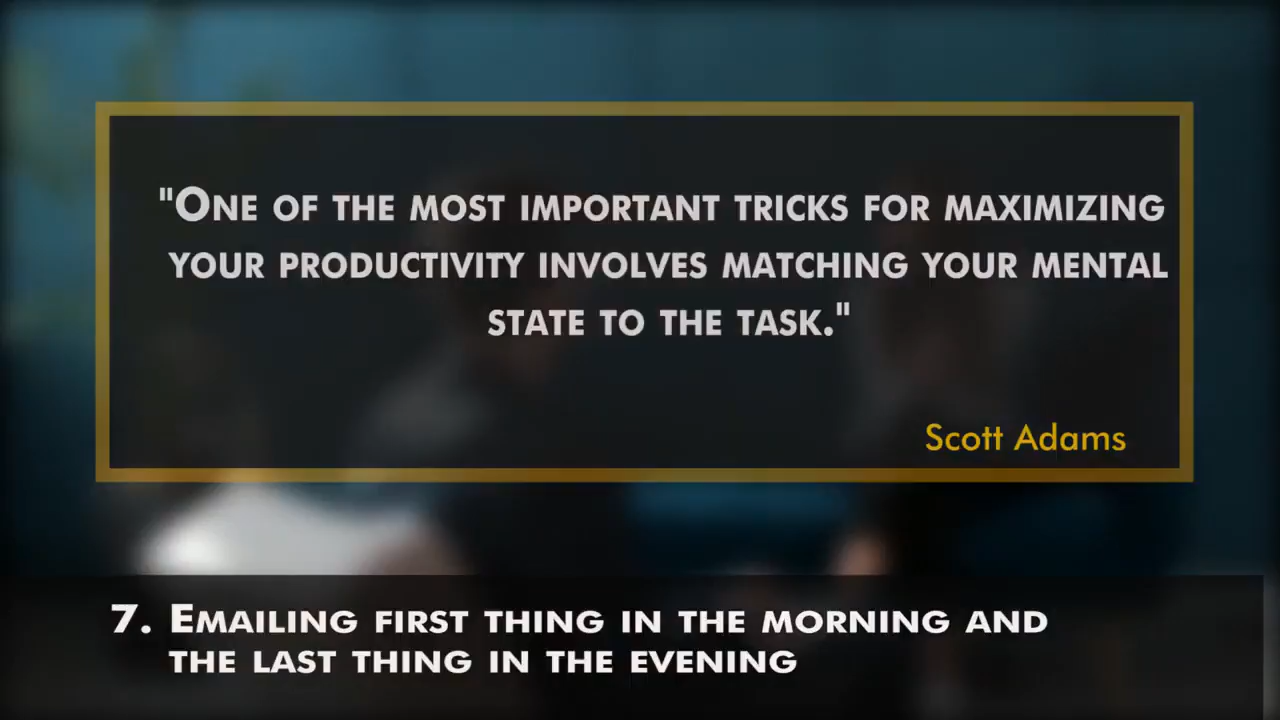 "One of the most important tricks for maximizing
your productivity involves matching your mental
state to the task."
Scott Adams
7. Emailing first thing in the morning and
the last thing in the evening